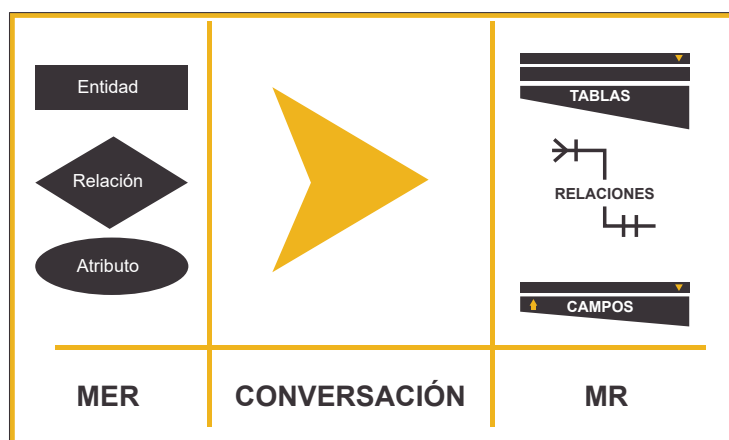 Entidad
Relación
Atributo
TABLAS
RELACIONES
CAMPOS
MER
CONVERSACIÓN
MR